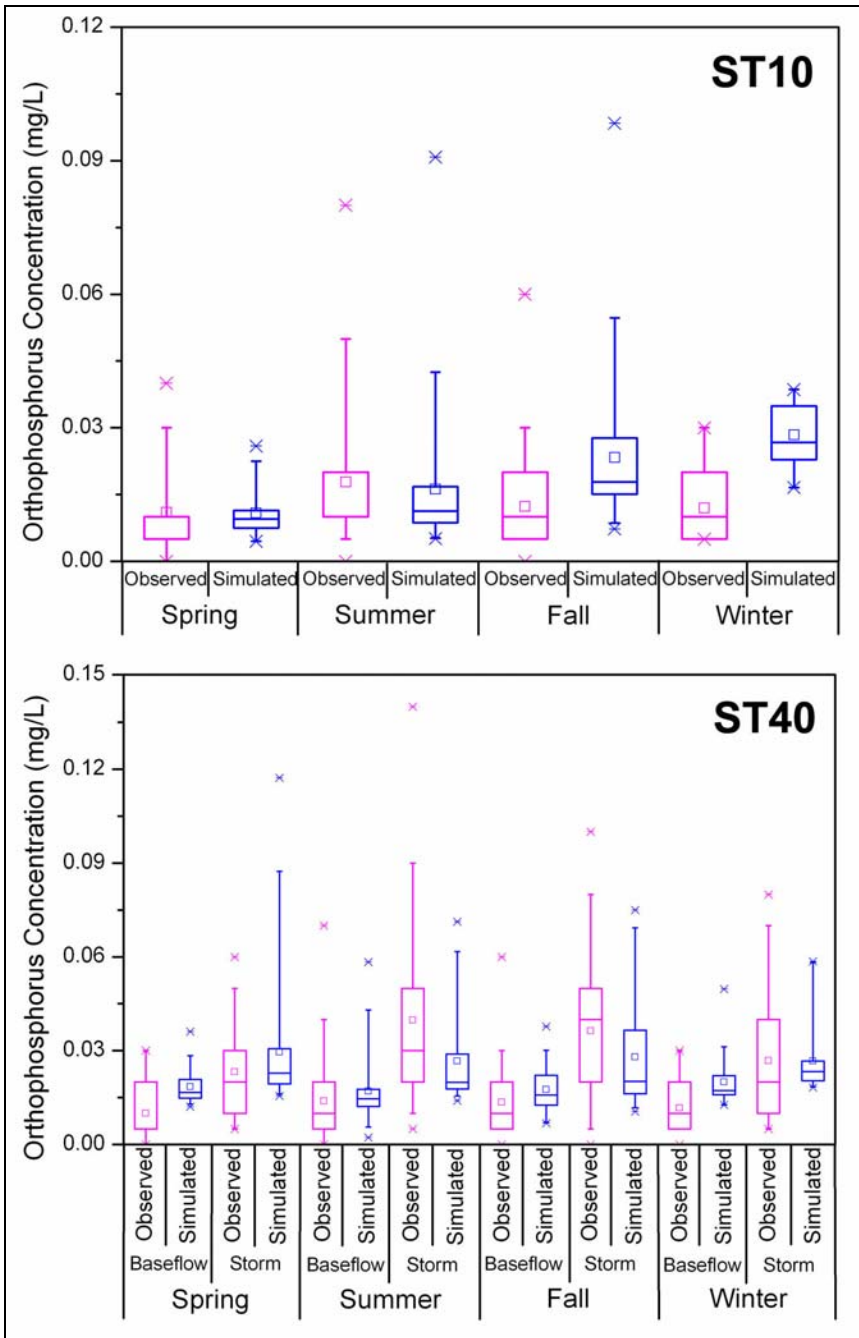 ST10
Orthophosphorus Concentration (mg/L)
0.12
0.09
0.06
0.03
0.00
Observed Simulated Observed Simulated Observed Simulated Observed Simulated
Spring Summer Fall Winter
ST40
Orthophosphorus Concentration (mg/L)
0.15
0.12
0.09
0.06
0.03
0.00
Observed Simulated Observed Simulated Observed Simulated Observed Simulated Observed Simulated Observed Simulated Observed Simulated Observed Simulated
Baseflow Storm Baseflow Storm Baseflow Storm Baseflow Storm
Spring Summer Fall Winter